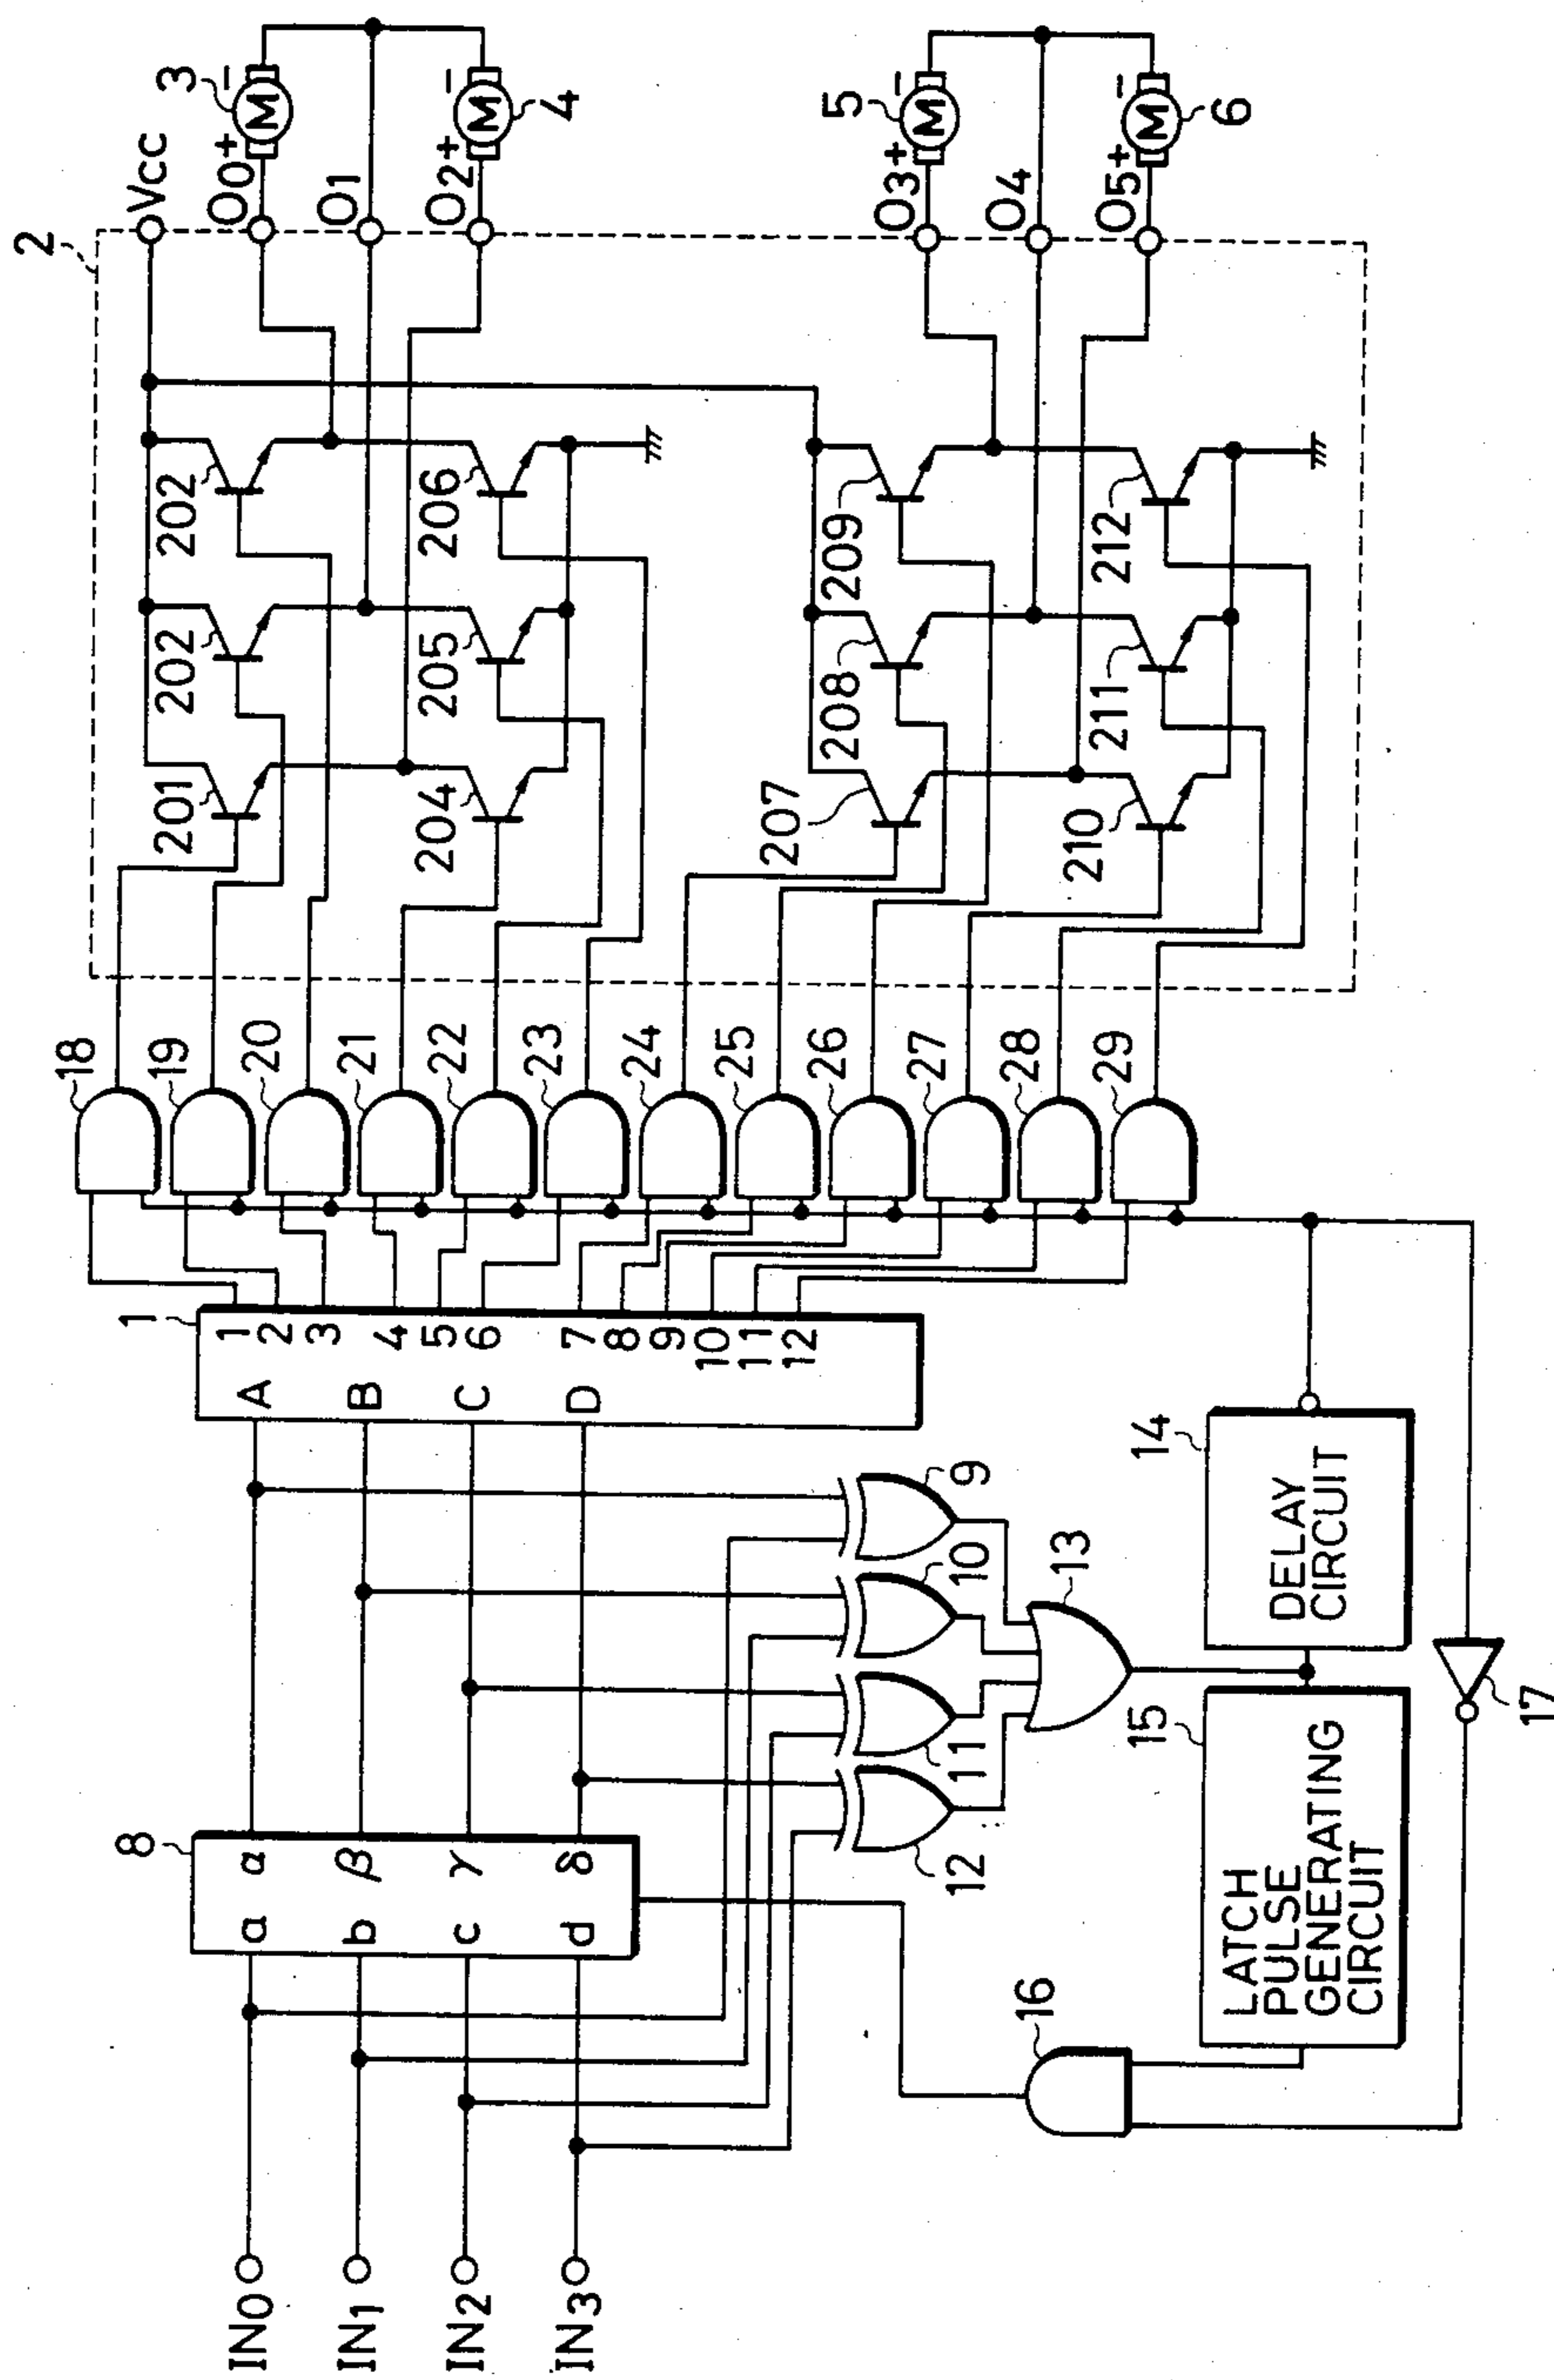 2
Vcc
O0
+
3
-
M
O1
O2
+
M
-
4
O3
+
5
-
M
O4
O5
+
M
-
6
201
202
202
204
205
206
207
208
209
210
211
212
18
19
20
21
22
23
24
25
26
27
28
29
1
A
B
C
D
1
2
3
4
5
6
7
8
9
10
11
12
8
a
b
c
d
α
β
γ
δ
IN0
IN1
IN2
IN3
12
11
10
9
13
16
15
LATCH
PULSE
GENERATING
CIRCUIT
14
DELAY
CIRCUIT
17